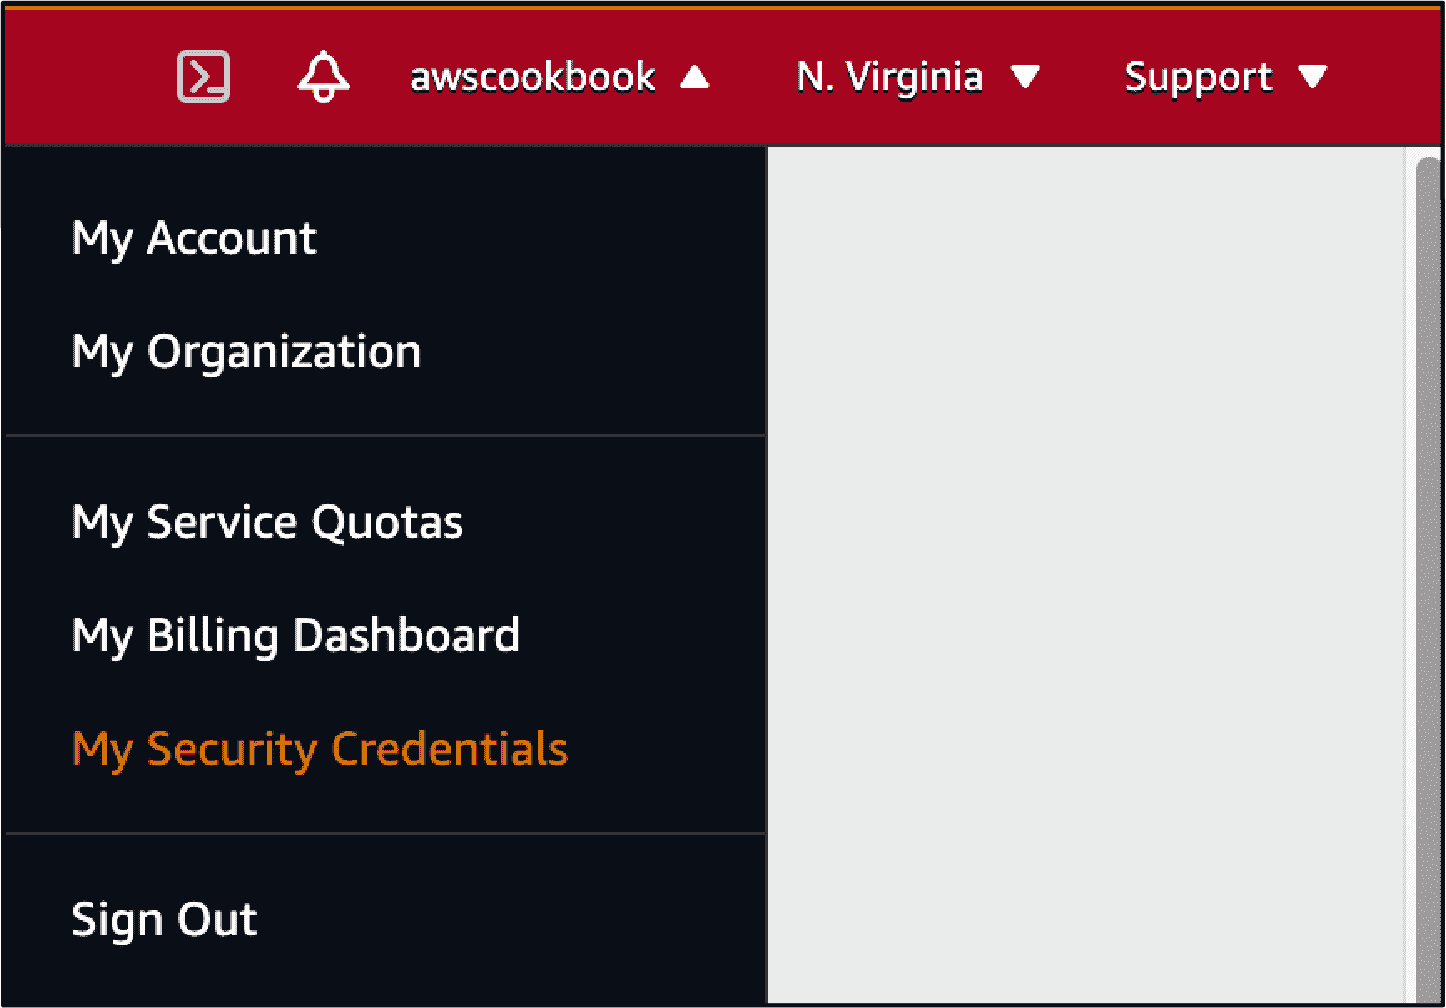 awscookbook N. Virginia Support
My Account
My Organization
My Service Quotas
My Billing Dashboard
My Security Credentials
Sign Out